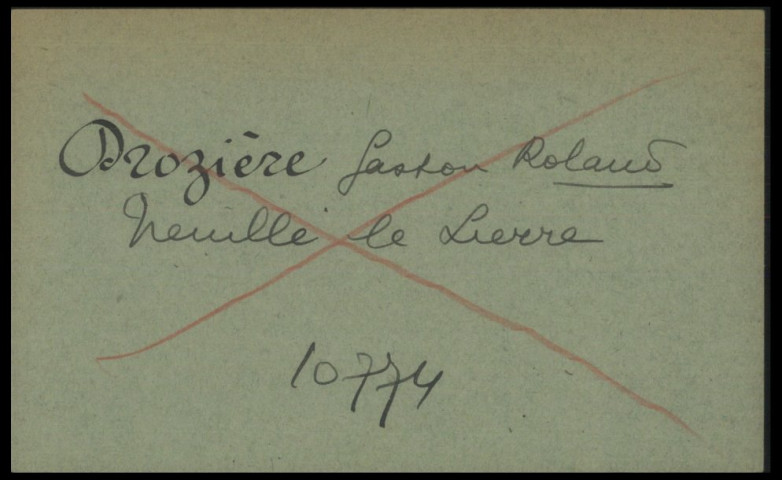 Drozière Gaston Roland
Neuille le Lierre
10774